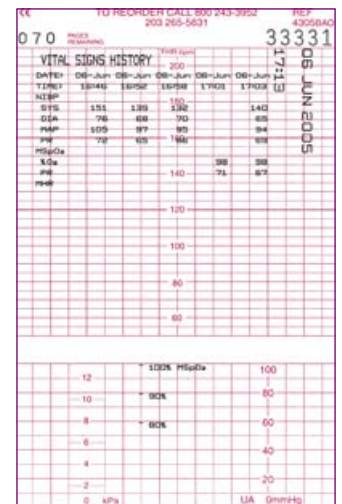 TO REORDER CALL 800 243-3952 REF
203 265-5631 4305BAO
070 PAGES REMAINING 33331
VITAL SIGNS HISTORY
DATE: 06-Jun 06-Jun 06-Jun 06-Jun 06-Jun
TIME: 16:46 16:52 16:58 17:01 17:03
NIBP
SYS 151 139 132 140
DIA 76 68 70 65
MAP 105 97 95 94
PR 72 65 69
MSpO₂
%O₂ 98 98
PR 71 67
MHR
17:13 06 JUN 2005
200
180
140
120
100
80
60
100% MSpO₂ 100
12
10 90% 80
8 80% 60
6 40
4
2 20
0 kPa UA 0mmHg